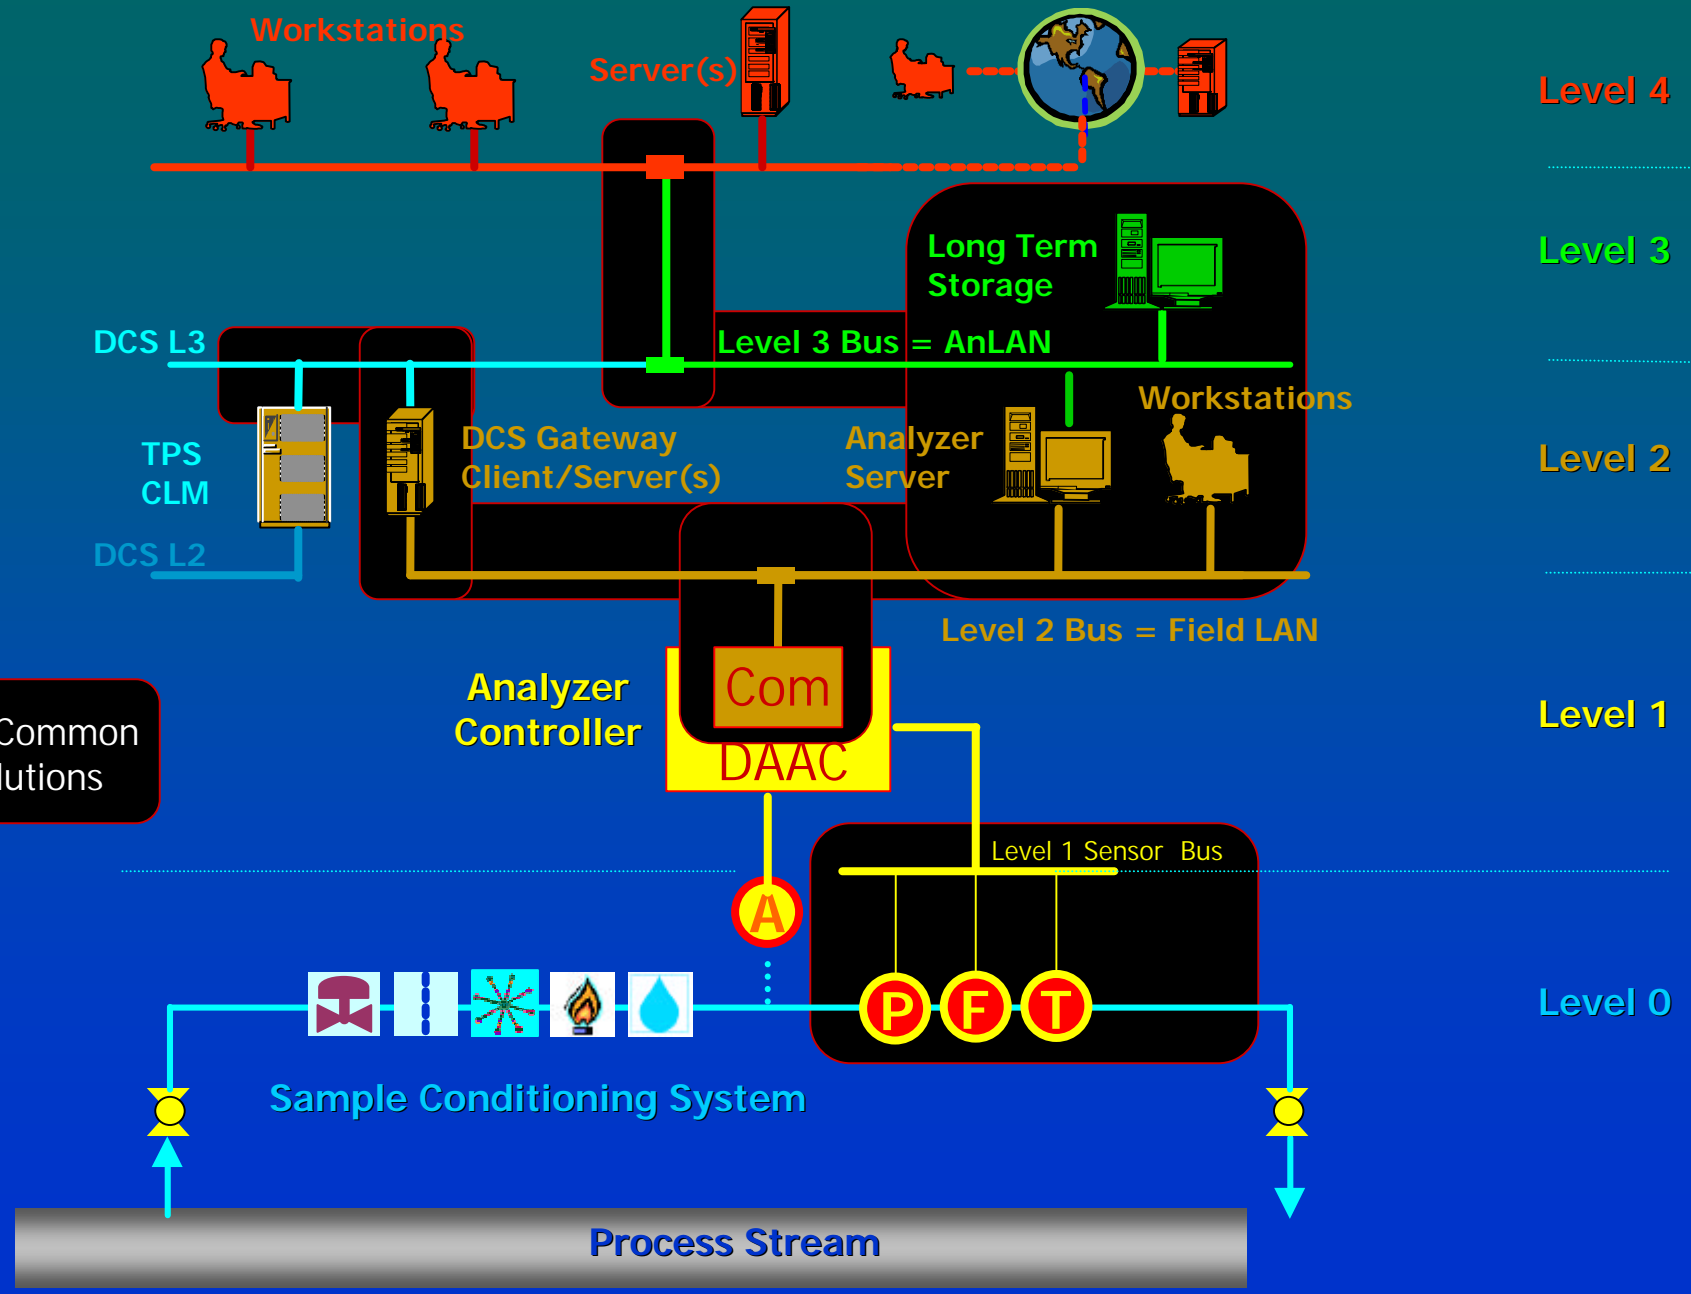 Workstations
Server(s)
Level 4
Long Term
Storage
Level 3
DCS L3
Level 3 Bus = AnLAN
Workstations
TPS
CLM
DCS Gateway
Client/Server(s)
Analyzer
Server
Level 2
DCS L2
Level 2 Bus = Field LAN
Analyzer
Controller
Com
DAAC
Level 1
Common
lutions
Level 1 Sensor Bus
A
P F T
Level 0
Sample Conditioning System
Process Stream